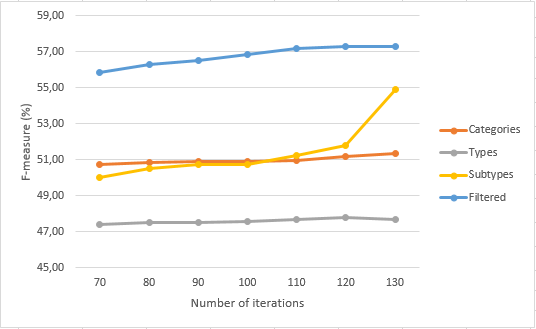 59,00
57,00
55,00
53,00
51,00
49,00
47,00
45,00
F-measure (%)
70 80 90 100 110 120 130
Number of iterations
Categories
Types
Subtypes
Filtered